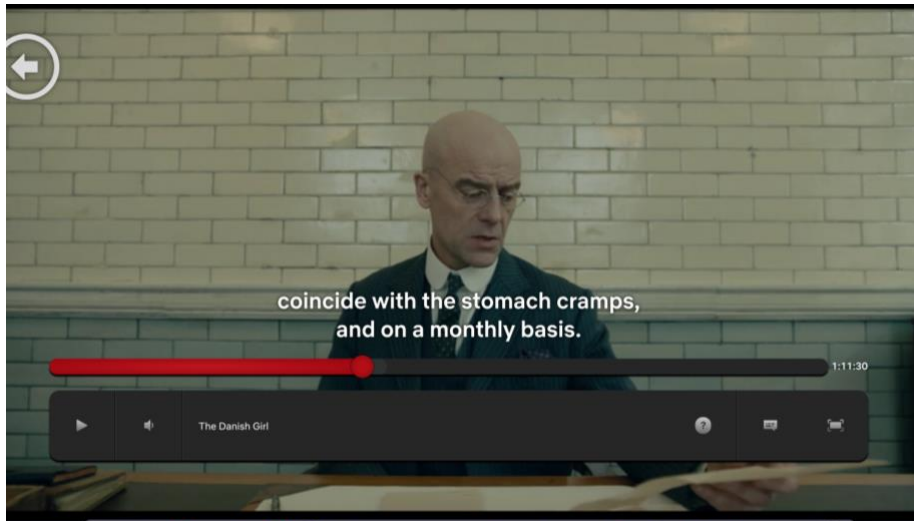 coincide with the stomach cramps,
and on a monthly basis.
1:11:30
The Danish Girl
?